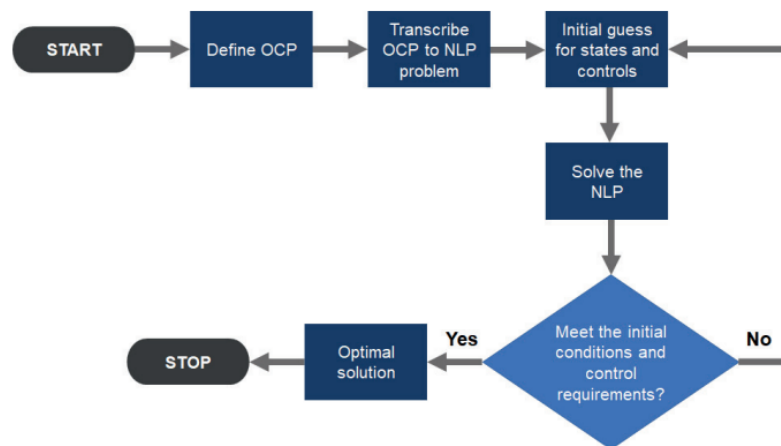 START
Define OCP
Transcribe
OCP to NLP
problem
Initial guess
for states and
controls
Solve the
NLP
Meet the initial
conditions and
control
requirements?
Yes
No
Optimal
solution
STOP